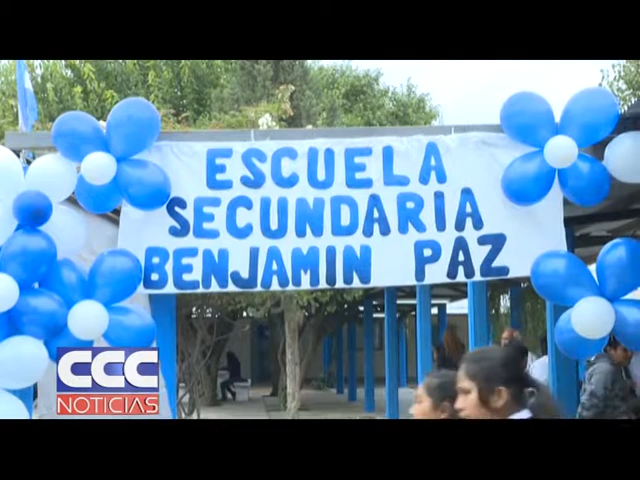 ESCUELA
SECUNDARIA
BENJAMIN PAZ
CCC
NOTICIAS